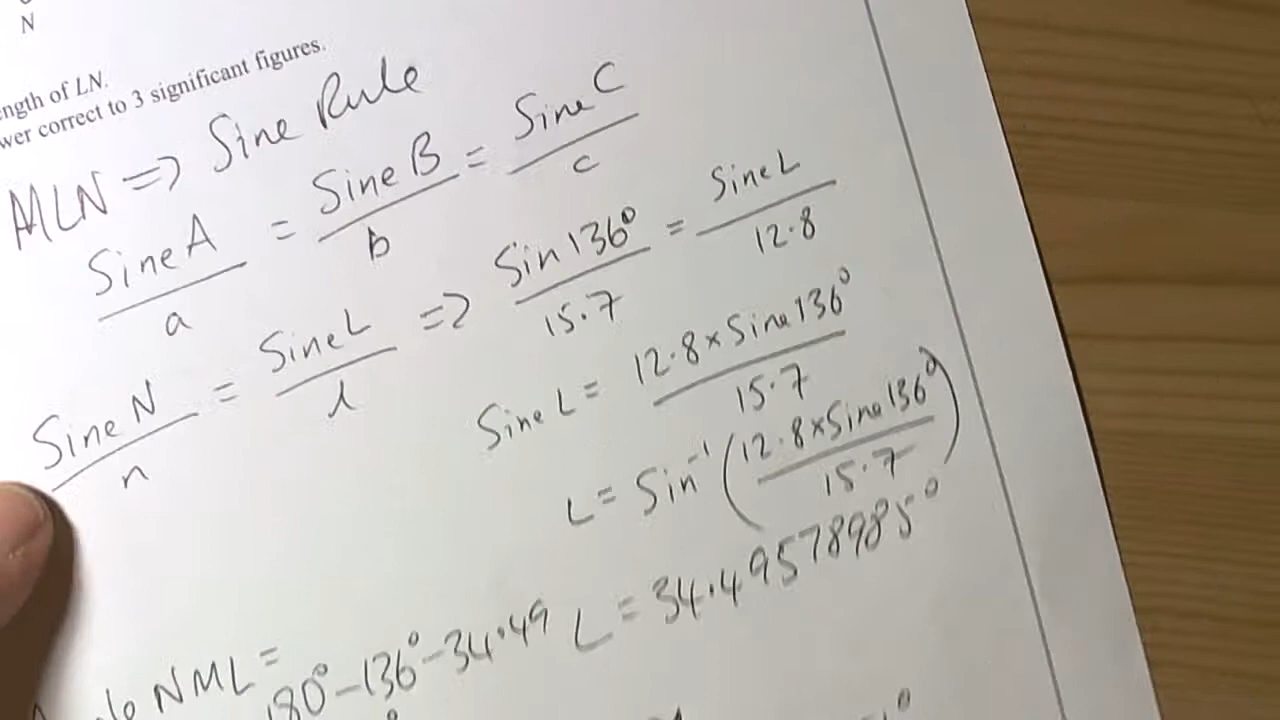 N
ngth of LN.
wer correct to 3 significant figures.
MLN => Sine Rule
Sine A / a = Sine B / b = Sine C / c
Sine N / n = Sine L / l => Sin 136° / 15.7 = Sine L / 12.8
Sine L = 12.8 × Sine 136° / 15.7
L = Sin⁻¹ (12.8 × Sine 136° / 15.7)
L = 34.49578985°
NML =
180° - 136° - 34.49